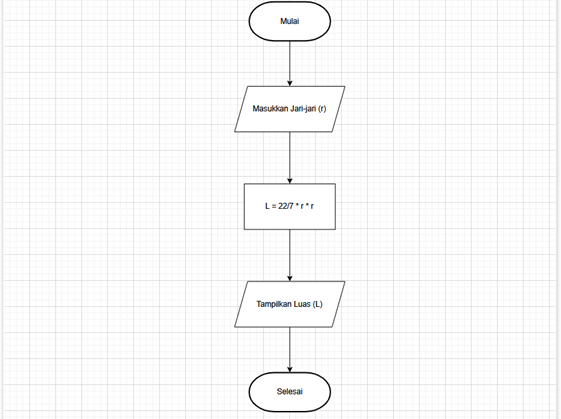 Mulai
Masukkan Jari-jari (r)
L = 22/7 * r * r
Tampilkan Luas (L)
Selesai